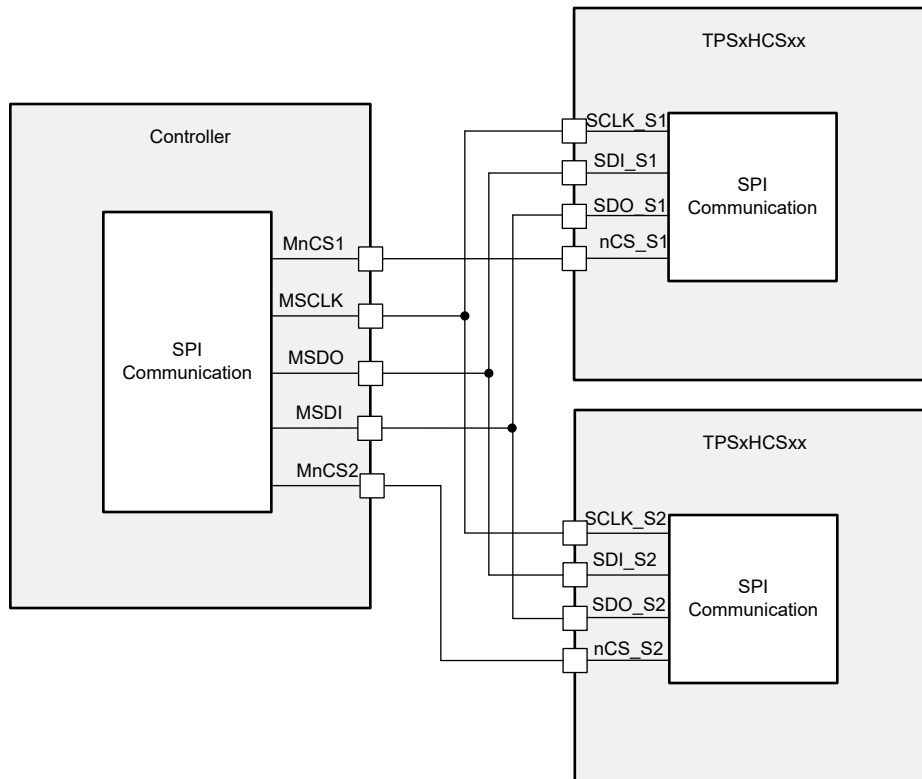 Controller
SPI
Communication
MnCS1
MSCLK
MSDO
MSDI
MnCS2
TPSxHCSxx
SCLK_S1
SDI_S1
SDO_S1
nCS_S1
SPI
Communication
TPSxHCSxx
SCLK_S2
SDI_S2
SDO_S2
nCS_S2
SPI
Communication